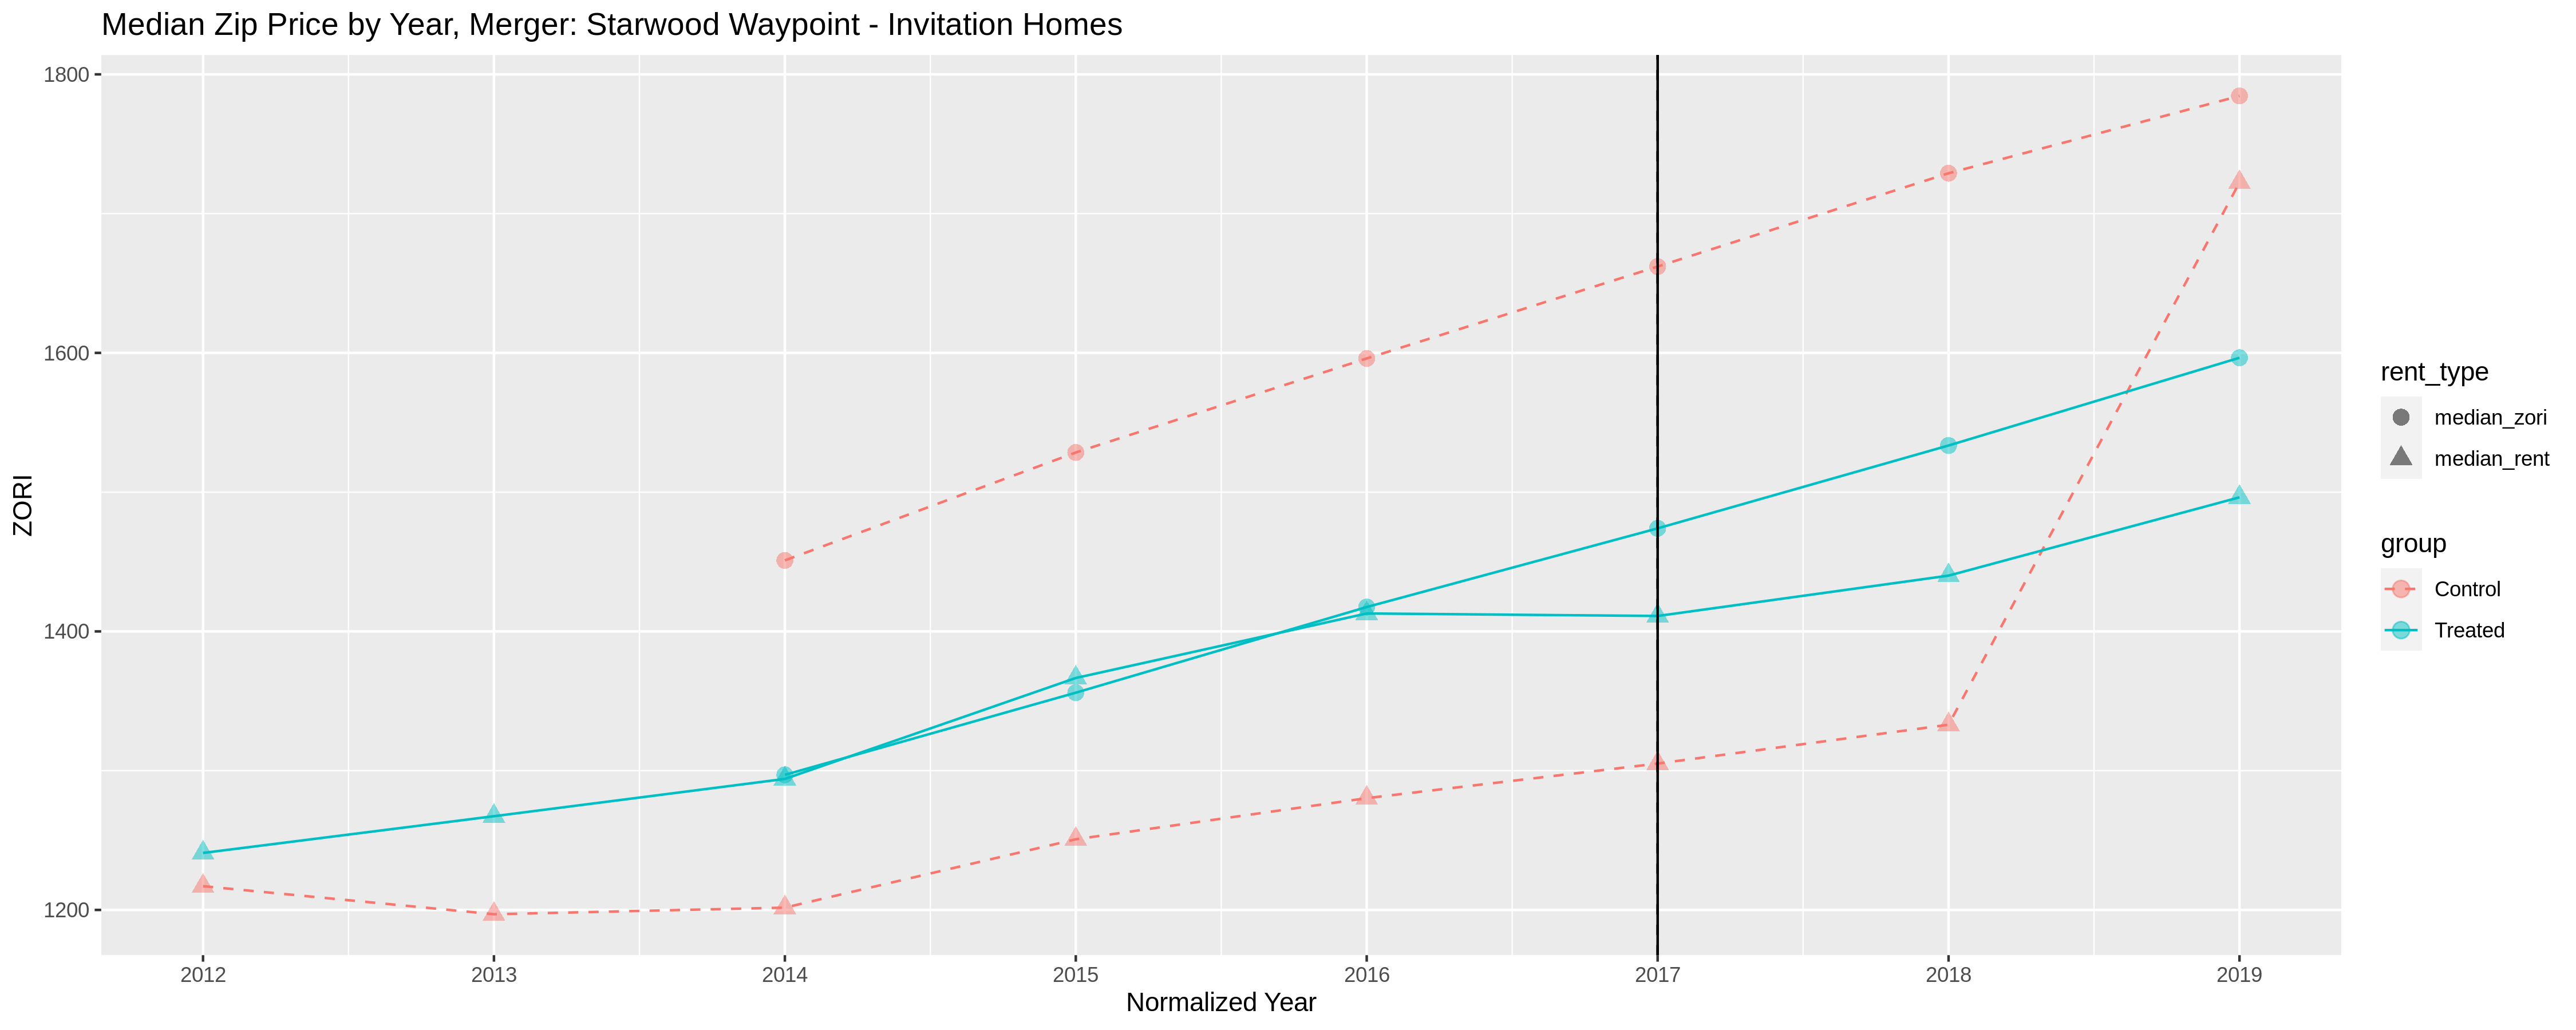 Median Zip Price by Year, Merger: Starwood Waypoint - Invitation Homes
1800
1600
1400
1200
ZORI
2012 2013 2014 2015 2016 2017 2018 2019
Normalized Year
rent_type
median_zori
median_rent
group
Control
Treated